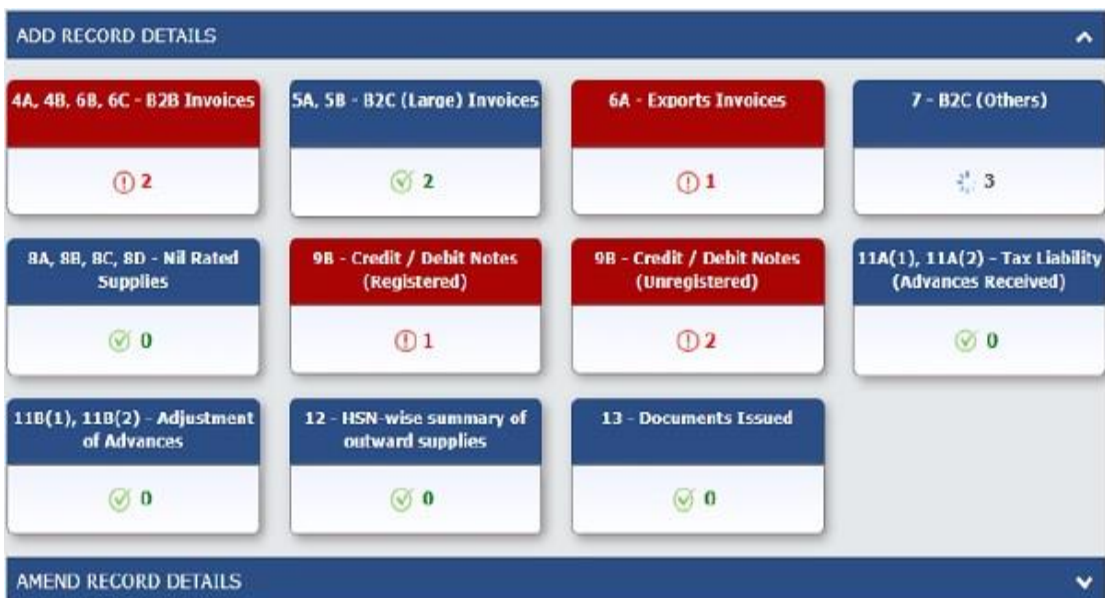 ADD RECORD DETAILS
4A, 4B, 6B, 6C - B2B Invoices
5A, 5B - B2C (Large) Invoices
6A - Exports Invoices
7 - B2C (Others)
2
2
1
3
8A, 8B, 8C, 8D - Nil Rated
Supplies
9B - Credit / Debit Notes
(Registered)
9B - Credit / Debit Notes
(Unregistered)
11A(1), 11A(2) - Tax Liability
(Advances Received)
0
1
2
0
11B(1), 11B(2) - Adjustment
of Advances
12 - HSN-wise summary of
outward supplies
13 - Documents Issued
0
0
0
AMEND RECORD DETAILS